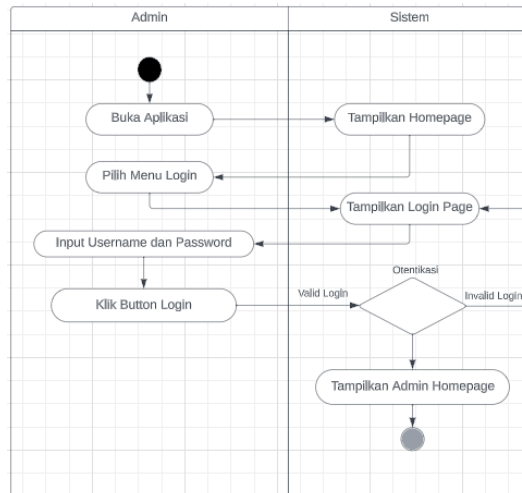 Admin
Sistem
Buka Aplikasi
Tampilkan Homepage
Pilih Menu Login
Tampilkan Login Page
Input Username dan Password
Otentikasi
Klik Button Login
Valid Login
Invalid Login
Tampilkan Admin Homepage